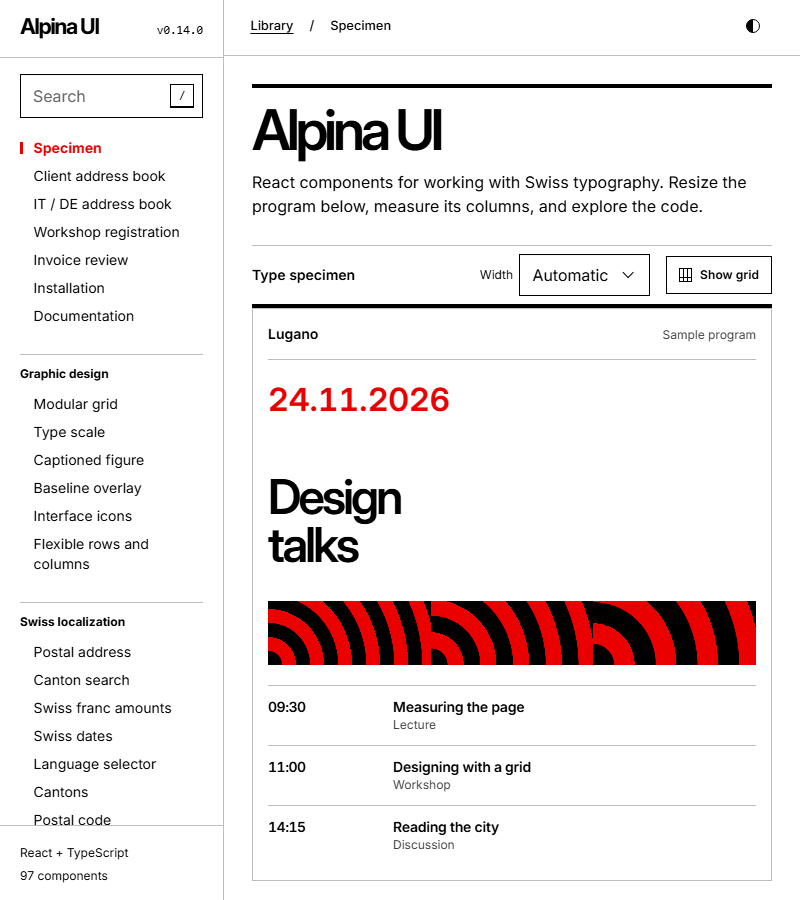 Alpina UI
v0.14.0
Search
/
Specimen
Client address book
IT / DE address book
Workshop registration
Invoice review
Installation
Documentation
Graphic design
Modular grid
Type scale
Captioned figure
Baseline overlay
Interface icons
Flexible rows and
columns
Swiss localization
Postal address
Canton search
Swiss franc amounts
Swiss dates
Language selector
Cantons
Postal code
React + TypeScript
97 components
Library / Specimen
Alpina UI
React components for working with Swiss typography. Resize the
program below, measure its columns, and explore the code.
Type specimen
Width
Automatic
Show grid
Lugano
Sample program
24.11.2026
Design
talks
09:30
Measuring the page
Lecture
11:00
Designing with a grid
Workshop
14:15
Reading the city
Discussion